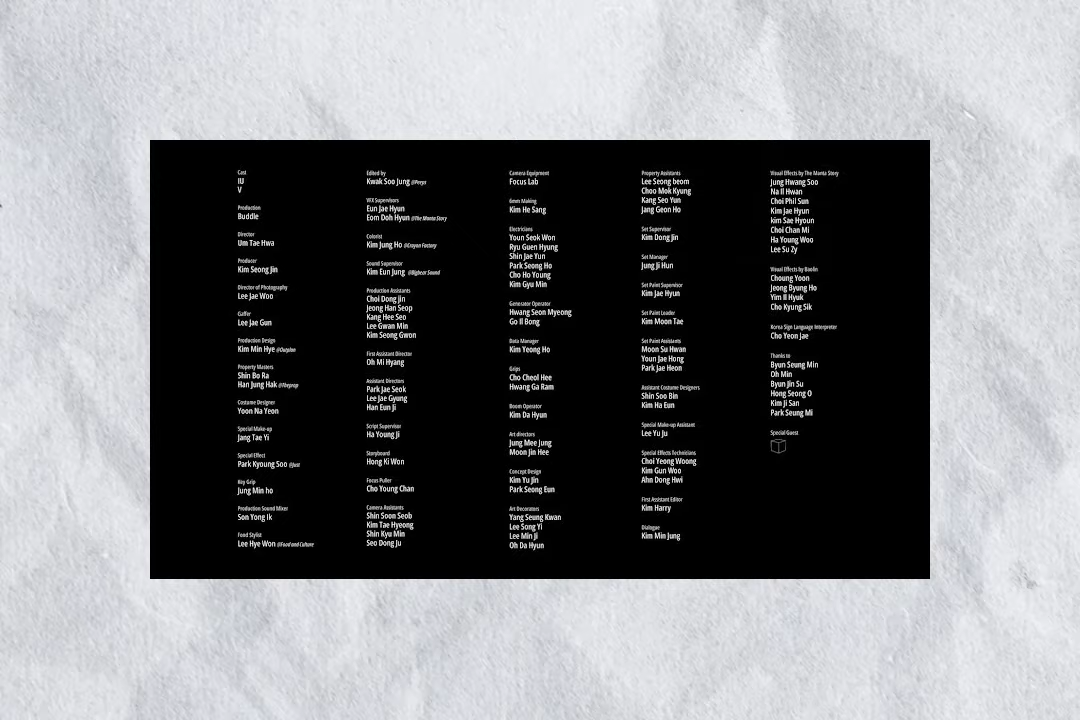 Cast
IU
V
Production
Buddle
Director
Um Tae Hwa
Producer
Kim Seong Jin
Director of Photography
Lee Jae Woo
Gaffer
Lee Jae Gun
Production Design
Kim Min Hye @Ourplan
Property Masters
Shin Bo Ra
Han Jung Hak @Theprop
Costume Designer
Yoon Na Yeon
Special Make-up
Jang Tae Yi
Special Effect
Park Kyoung Soo @Just
Key Grip
Jung Min ho
Production Sound Mixer
Son Yong Ik
Food Stylist
Lee Hye Won @Food and Culture
Edited by
Kwak Soo Jung @Peeps
VFX Supervisors
Eun Jae Hyun
Eom Doh Hyun @The Manta Story
Colorist
Kim Jung Ho @Crayon Factory
Sound Supervisor
Kim Eun Jung @Bigbear Sound
Production Assistants
Choi Dong jin
Jeong Han Seop
Kang Hee Seo
Lee Gwan Min
Kim Seong Gwon
First Assistant Director
Oh Mi Hyang
Assistant Directors
Park Jae Seok
Lee Jae Gyung
Han Eun Ji
Script Supervisor
Ha Young Ji
Storyboard
Hong Ki Won
Focus Puller
Cho Young Chan
Camera Assistants
Shin Soon Seob
Kim Tae Hyeong
Shin Kyu Min
Seo Dong Ju
Camera Equipment
Focus Lab
6mm Making
Kim He Sang
Electricians
Youn Seok Won
Ryu Guen Hyung
Shin Jae Yun
Park Seong Ho
Cho Ho Young
Kim Gyu Min
Generator Operator
Hwang Seon Myeong
Go Il Bong
Data Manager
Kim Yeong Ho
Grips
Cho Cheol Hee
Hwang Ga Ram
Boom Operator
Kim Da Hyun
Art directors
Jung Mee Jung
Moon Jin Hee
Concept Design
Kim Yu Jin
Park Seong Eun
Art Decorators
Yang Seung Kwan
Lee Song Yi
Lee Min Ji
Oh Da Hyun
Property Assistants
Lee Seong beom
Choo Mok Kyung
Kang Seo Yun
Jang Geon Ho
Set Supervisor
Kim Dong Jin
Set Manager
Jung Ji Hun
Set Paint Supervisor
Kim Jae Hyun
Set Paint Leader
Kim Moon Tae
Set Paint Assistants
Moon Su Hwan
Youn Jae Hong
Park Jae Heon
Assistant Costume Designers
Shin Soo Bin
Kim Ha Eun
Special Make-up Assistant
Lee Yu Ju
Special Effects Technicians
Choi Yeong Woong
Kim Gun Woo
Ahn Dong Hwi
First Assistant Editor
Kim Harry
Dialogue
Kim Min Jung
Visual Effects by The Manta Story
Jung Hwang Soo
Na Il Hwan
Choi Phil Sun
Kim Jae Hyun
kim Sae Hyoun
Choi Chan Mi
Ha Young Woo
Lee Su Zy
Visual Effects by Baolin
Choung Yoon
Jeong Byung Ho
Yim Il Hyuk
Cho Kyung Sik
Korea Sign Language Interpreter
Cho Yeon Jae
Thanks to
Byun Seung Min
Oh Min
Byun Jin Su
Hong Seong O
Kim Ji San
Park Seung Mi
Special Guest